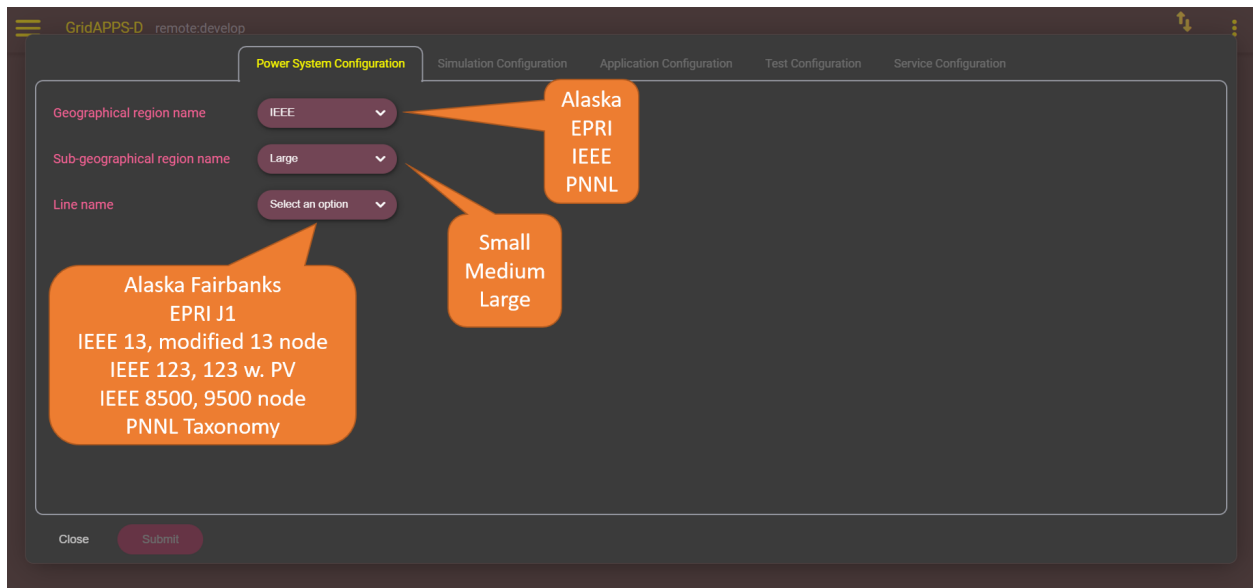 GridAPPS-D remote:develop
Power System Configuration Simulation Configuration Application Configuration Test Configuration Service Configuration
Geographical region name IEEE
Sub-geographical region name Large
Line name Select an option
Alaska
EPRI
IEEE
PNNL
Small
Medium
Large
Alaska Fairbanks
EPRI J1
IEEE 13, modified 13 node
IEEE 123, 123 w. PV
IEEE 8500, 9500 node
PNNL Taxonomy
Close Submit